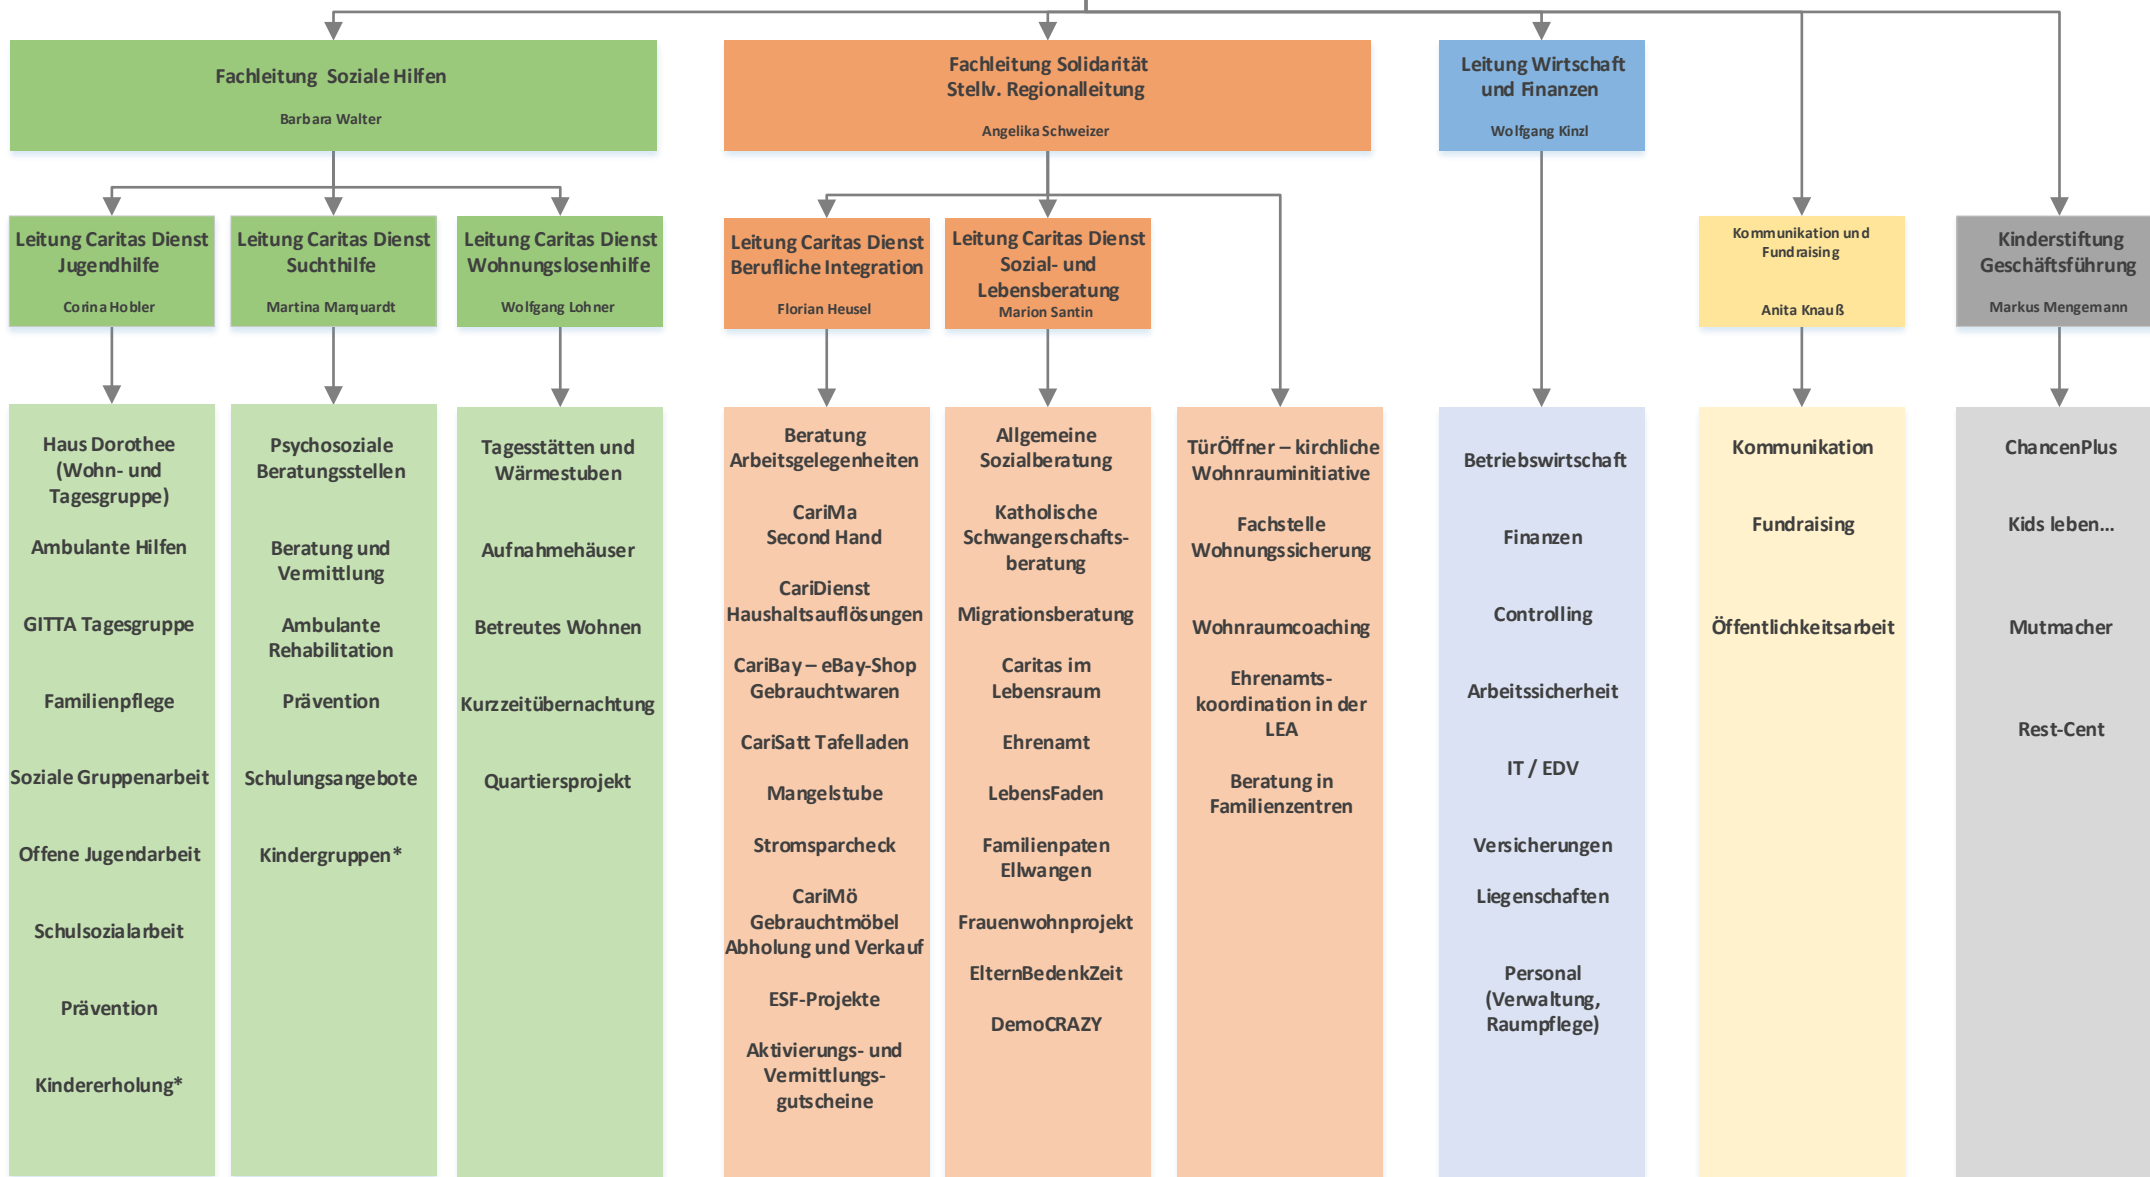 Fachleitung Soziale Hilfen
Barbara Walter
Fachleitung Solidarität
Stellv. Regionalleitung
Angelika Schweizer
Leitung Wirtschaft
und Finanzen
Wolfgang Kinzl
Leitung Caritas Dienst
Jugendhilfe
Corina Hobler
Leitung Caritas Dienst
Suchthilfe
Martina Marquardt
Leitung Caritas Dienst
Wohnungslosenhilfe
Wolfgang Lohner
Leitung Caritas Dienst
Berufliche Integration
Florian Heusel
Leitung Caritas Dienst
Sozial- und
Lebensberatung
Marion Santin
Kommunikation und
Fundraising
Anita Knauß
Kinderstiftung
Geschäftsführung
Markus Mengemann
Haus Dorothee
(Wohn- und
Tagesgruppe)
Ambulante Hilfen
GITTA Tagesgruppe
Familienpflege
Soziale Gruppenarbeit
Offene Jugendarbeit
Schulsozialarbeit
Prävention
Kindererholung*
Psychosoziale
Beratungsstellen
Beratung und
Vermittlung
Ambulante
Rehabilitation
Prävention
Schulungsangebote
Kindergruppen*
Tagesstätten und
Wärmestuben
Aufnahmehäuser
Betreutes Wohnen
Kurzzeitübernachtung
Quartiersprojekt
Beratung
Arbeitsgelegenheiten
CariMa
Second Hand
CariDienst
Haushaltsauflösungen
CariBay – eBay-Shop
Gebrauchtwaren
CariSatt Tafelladen
Mangelstube
Stromsparcheck
CariMö
Gebrauchtmöbel
Abholung und Verkauf
ESF-Projekte
Aktivierungs- und
Vermittlungs-
gutscheine
Allgemeine
Sozialberatung
Katholische
Schwangerschafts-
beratung
Migrationsberatung
Caritas im
Lebensraum
Ehrenamt
LebensFaden
Familienpaten
Ellwangen
Frauenwohnprojekt
ElternBedenkZeit
DemoCRAZY
TürÖffner – kirchliche
Wohnrauminitiative
Fachstelle
Wohnungssicherung
Wohnraumcoaching
Ehrenamts-
koordination in der
LEA
Beratung in
Familienzentren
Betriebswirtschaft
Finanzen
Controlling
Arbeitssicherheit
IT / EDV
Versicherungen
Liegenschaften
Personal
(Verwaltung,
Raumpflege)
Kommunikation
Fundraising
Öffentlichkeitsarbeit
ChancenPlus
Kids leben...
Mutmacher
Rest-Cent